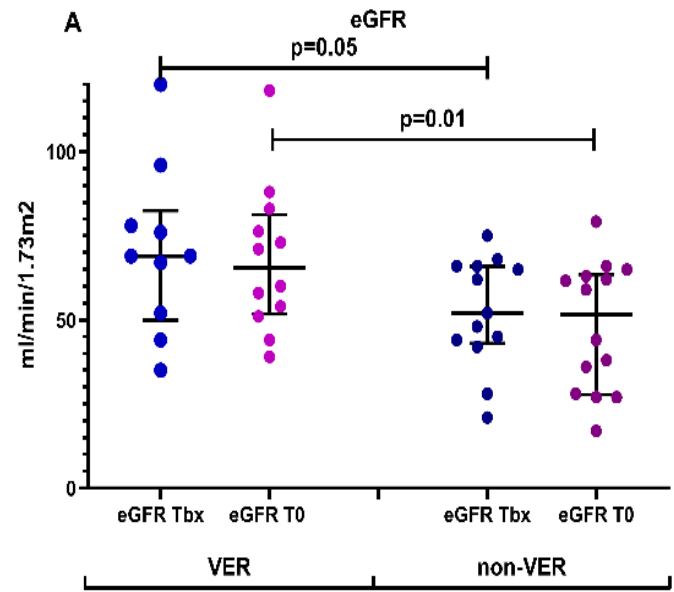 A
eGFR
p=0.05
p=0.01
ml/min/1.73m2
100
50
0
eGFR Tbx eGFR T0 eGFR Tbx eGFR T0
VER non-VER